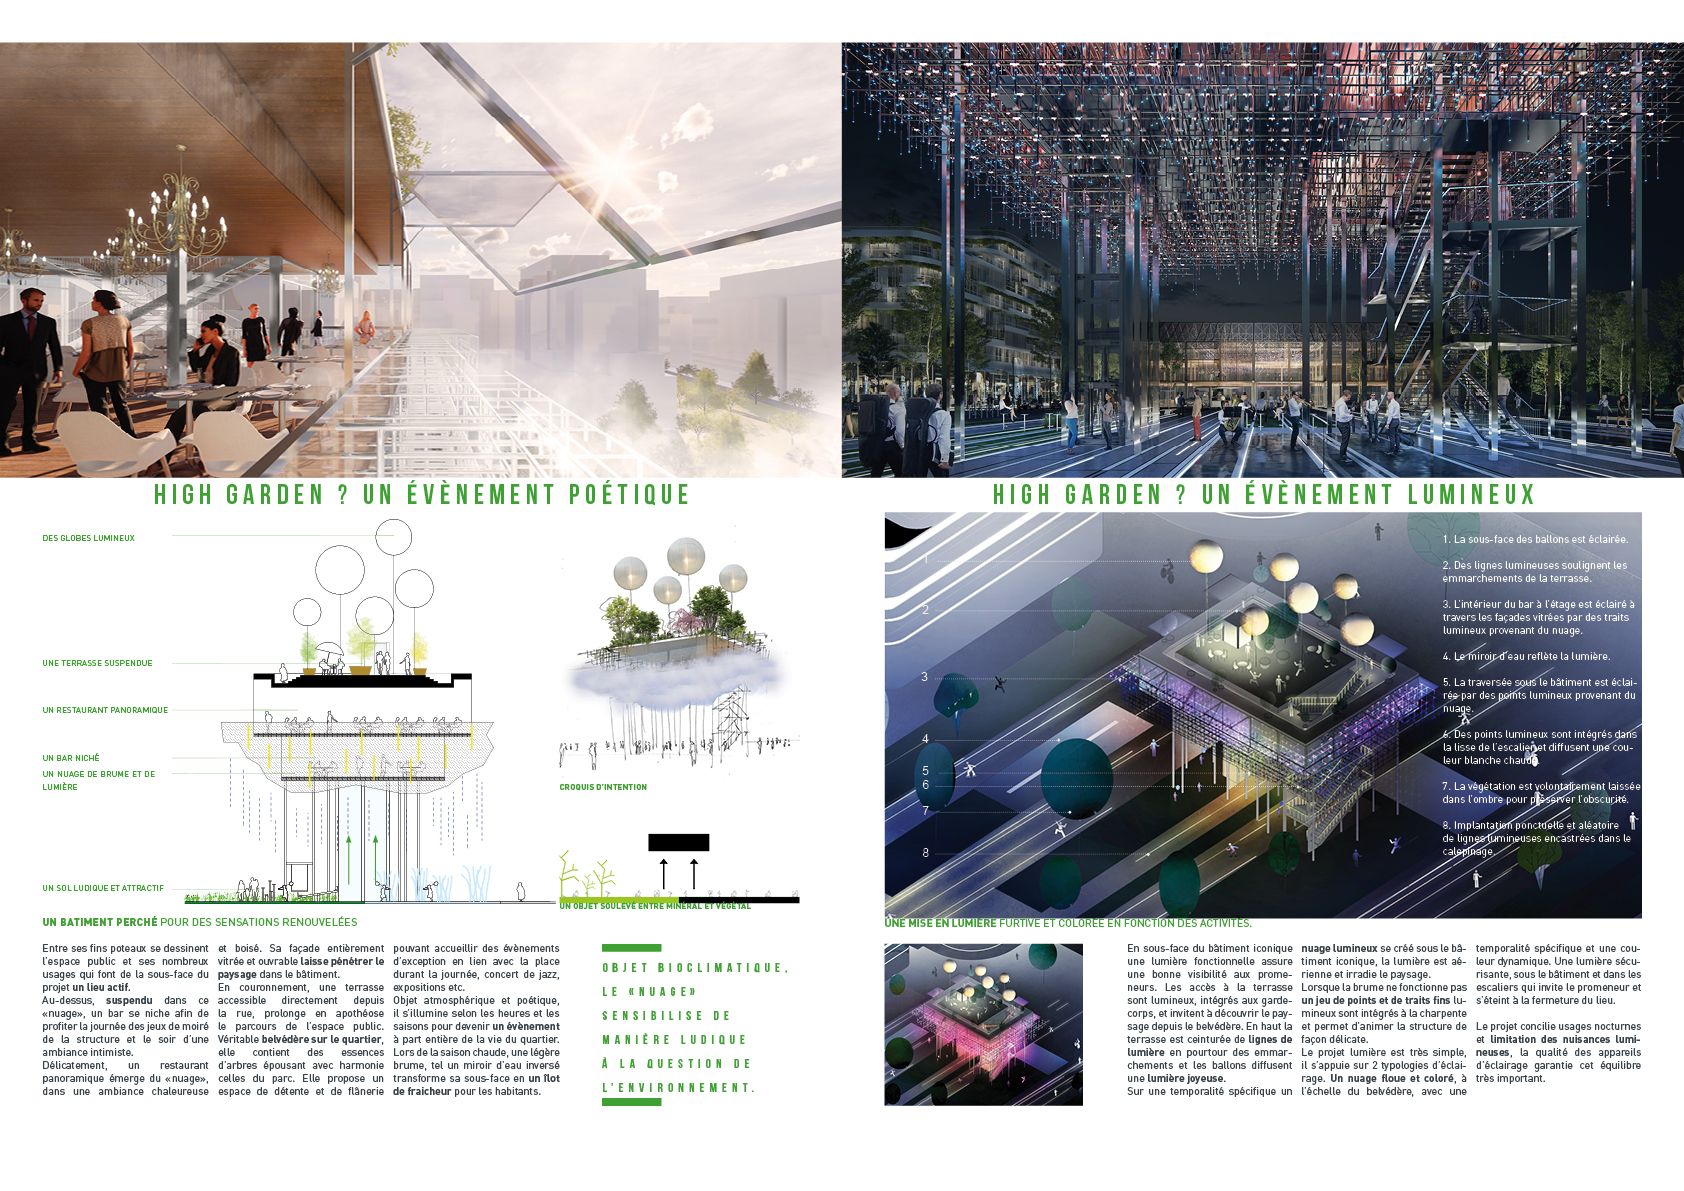 HIGH GARDEN ? UN ÉVÈNEMENT POÉTIQUE
DES GLOBES LUMINEUX
UNE TERRASSE SUSPENDUE
UN RESTAURANT PANORAMIQUE
UN BAR NICHÉ
UN NUAGE DE BRUME ET DE
LUMIÈRE
UN SOL LUDIQUE ET ATTRACTIF
CROQUIS D'INTENTION
UN OBJET SOULEVÉ ENTRE MINÉRAL ET VÉGÉTAL
UN BATIMENT PERCHÉ POUR DES SENSATIONS RENOUVELÉES
Entre ses fins poteaux se dessinent
l'espace public et ses nombreux
usages qui font de la sous-face du
projet un lieu actif.
Au-dessus, suspendu dans ce
«nuage», un bar se niche afin de
profiter la journée des jeux de moiré
de la structure et le soir d'une
ambiance intimiste.
Délicatement, un restaurant
panoramique émerge du «nuage»,
dans une ambiance chaleureuse
et boisé. Sa façade entièrement
vitrée et ouvrable laisse pénétrer le
paysage dans le bâtiment.
En couronnement, une terrasse
accessible directement depuis
la rue, prolonge en apothéose
le parcours de l'espace public.
Véritable belvédère sur le quartier,
elle contient des essences
d'arbres épousant avec harmonie
celles du parc. Elle propose un
espace de détente et de flânerie
pouvant accueillir des évènements
d'exception en lien avec la place
durant la journée, concert de jazz,
expositions etc.
Objet atmosphérique et poétique,
il s'illumine selon les heures et les
saisons pour devenir un évènement
à part entière de la vie du quartier.
Lors de la saison chaude, une légère
brume, tel un miroir d'eau inversé
transforme sa sous-face en un flot
de fraicheur pour les habitants.
OBJET BIOCLIMATIQUE,
LE «NUAGE»
SENSIBILISE DE
MANIÈRE LUDIQUE
À LA QUESTION DE
L'ENVIRONNEMENT.
HIGH GARDEN ? UN ÉVÈNEMENT LUMINEUX
1
2
3
4
5
6
7
8
1. La sous-face des ballons est éclairée.
2. Des lignes lumineuses soulignent les
emmarchements de la terrasse.
3. L'intérieur du bar à l'étage est éclairé à
travers les façades vitrées par des traits
lumineux provenant du nuage.
4. Le miroir d'eau reflète la lumière.
5. La traversée sous le bâtiment est éclai-
rée par des points lumineux provenant du
nuage.
6. Des points lumineux sont intégrés dans
la lisse de l'escalier et diffusent une cou-
leur blanche chaude.
7. La végétation est volontairement laissée
dans l'ombre pour préserver l'obscurité.
8. Implantation ponctuelle et aléatoire
de lignes lumineuses encastrées dans le
calepinage.
UNE MISE EN LUMIERE FURTIVE ET COLORÉE EN FONCTION DES ACTIVITÉS.
En sous-face du bâtiment iconique
une lumière fonctionnelle assure
une bonne visibilité aux prome-
neurs. Les accès à la terrasse
sont lumineux, intégrés aux garde-
corps, et invitent à découvrir le pay-
sage depuis le belvédère. En haut la
terrasse est ceinturée de lignes de
lumière en pourtour des emmar-
chements et les ballons diffusent
une lumière joyeuse.
Sur une temporalité spécifique un
nuage lumineux se créé sous le bâ-
timent iconique, la lumière est aé-
rienne et irradie le paysage.
Lorsque la brume ne fonctionne pas
un jeu de points et de traits fins lu-
mineux sont intégrés à la charpente
et permet d'animer la structure de
façon délicate.
Le projet lumière est très simple,
il s'appuie sur 2 typologies d'éclai-
rage. Un nuage floue et coloré, à
l'échelle du belvédère, avec une
temporalité spécifique et une cou-
leur dynamique. Une lumière sécu-
risante, sous le bâtiment et dans les
escaliers qui invite le promeneur et
s'éteint à la fermeture du lieu.
Le projet concilie usages nocturnes
et limitation des nuisances lumi-
neuses, la qualité des appareils
d'éclairage garantie cet équilibre
très important.